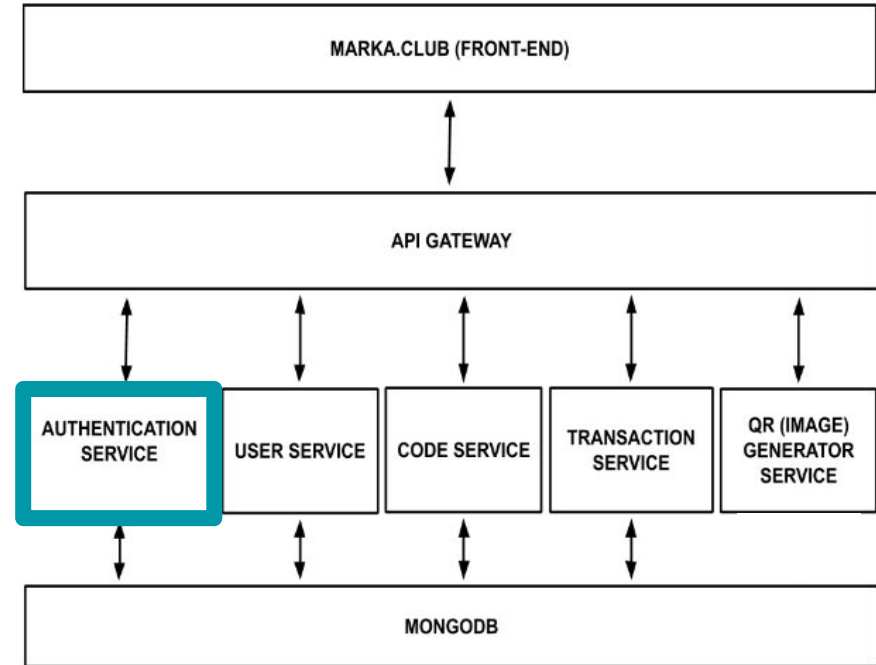 MARKA.CLUB (FRONT-END)
API GATEWAY
AUTHENTICATION
SERVICE
USER SERVICE
CODE SERVICE
TRANSACTION
SERVICE
QR (IMAGE)
GENERATOR
SERVICE
MONGODB